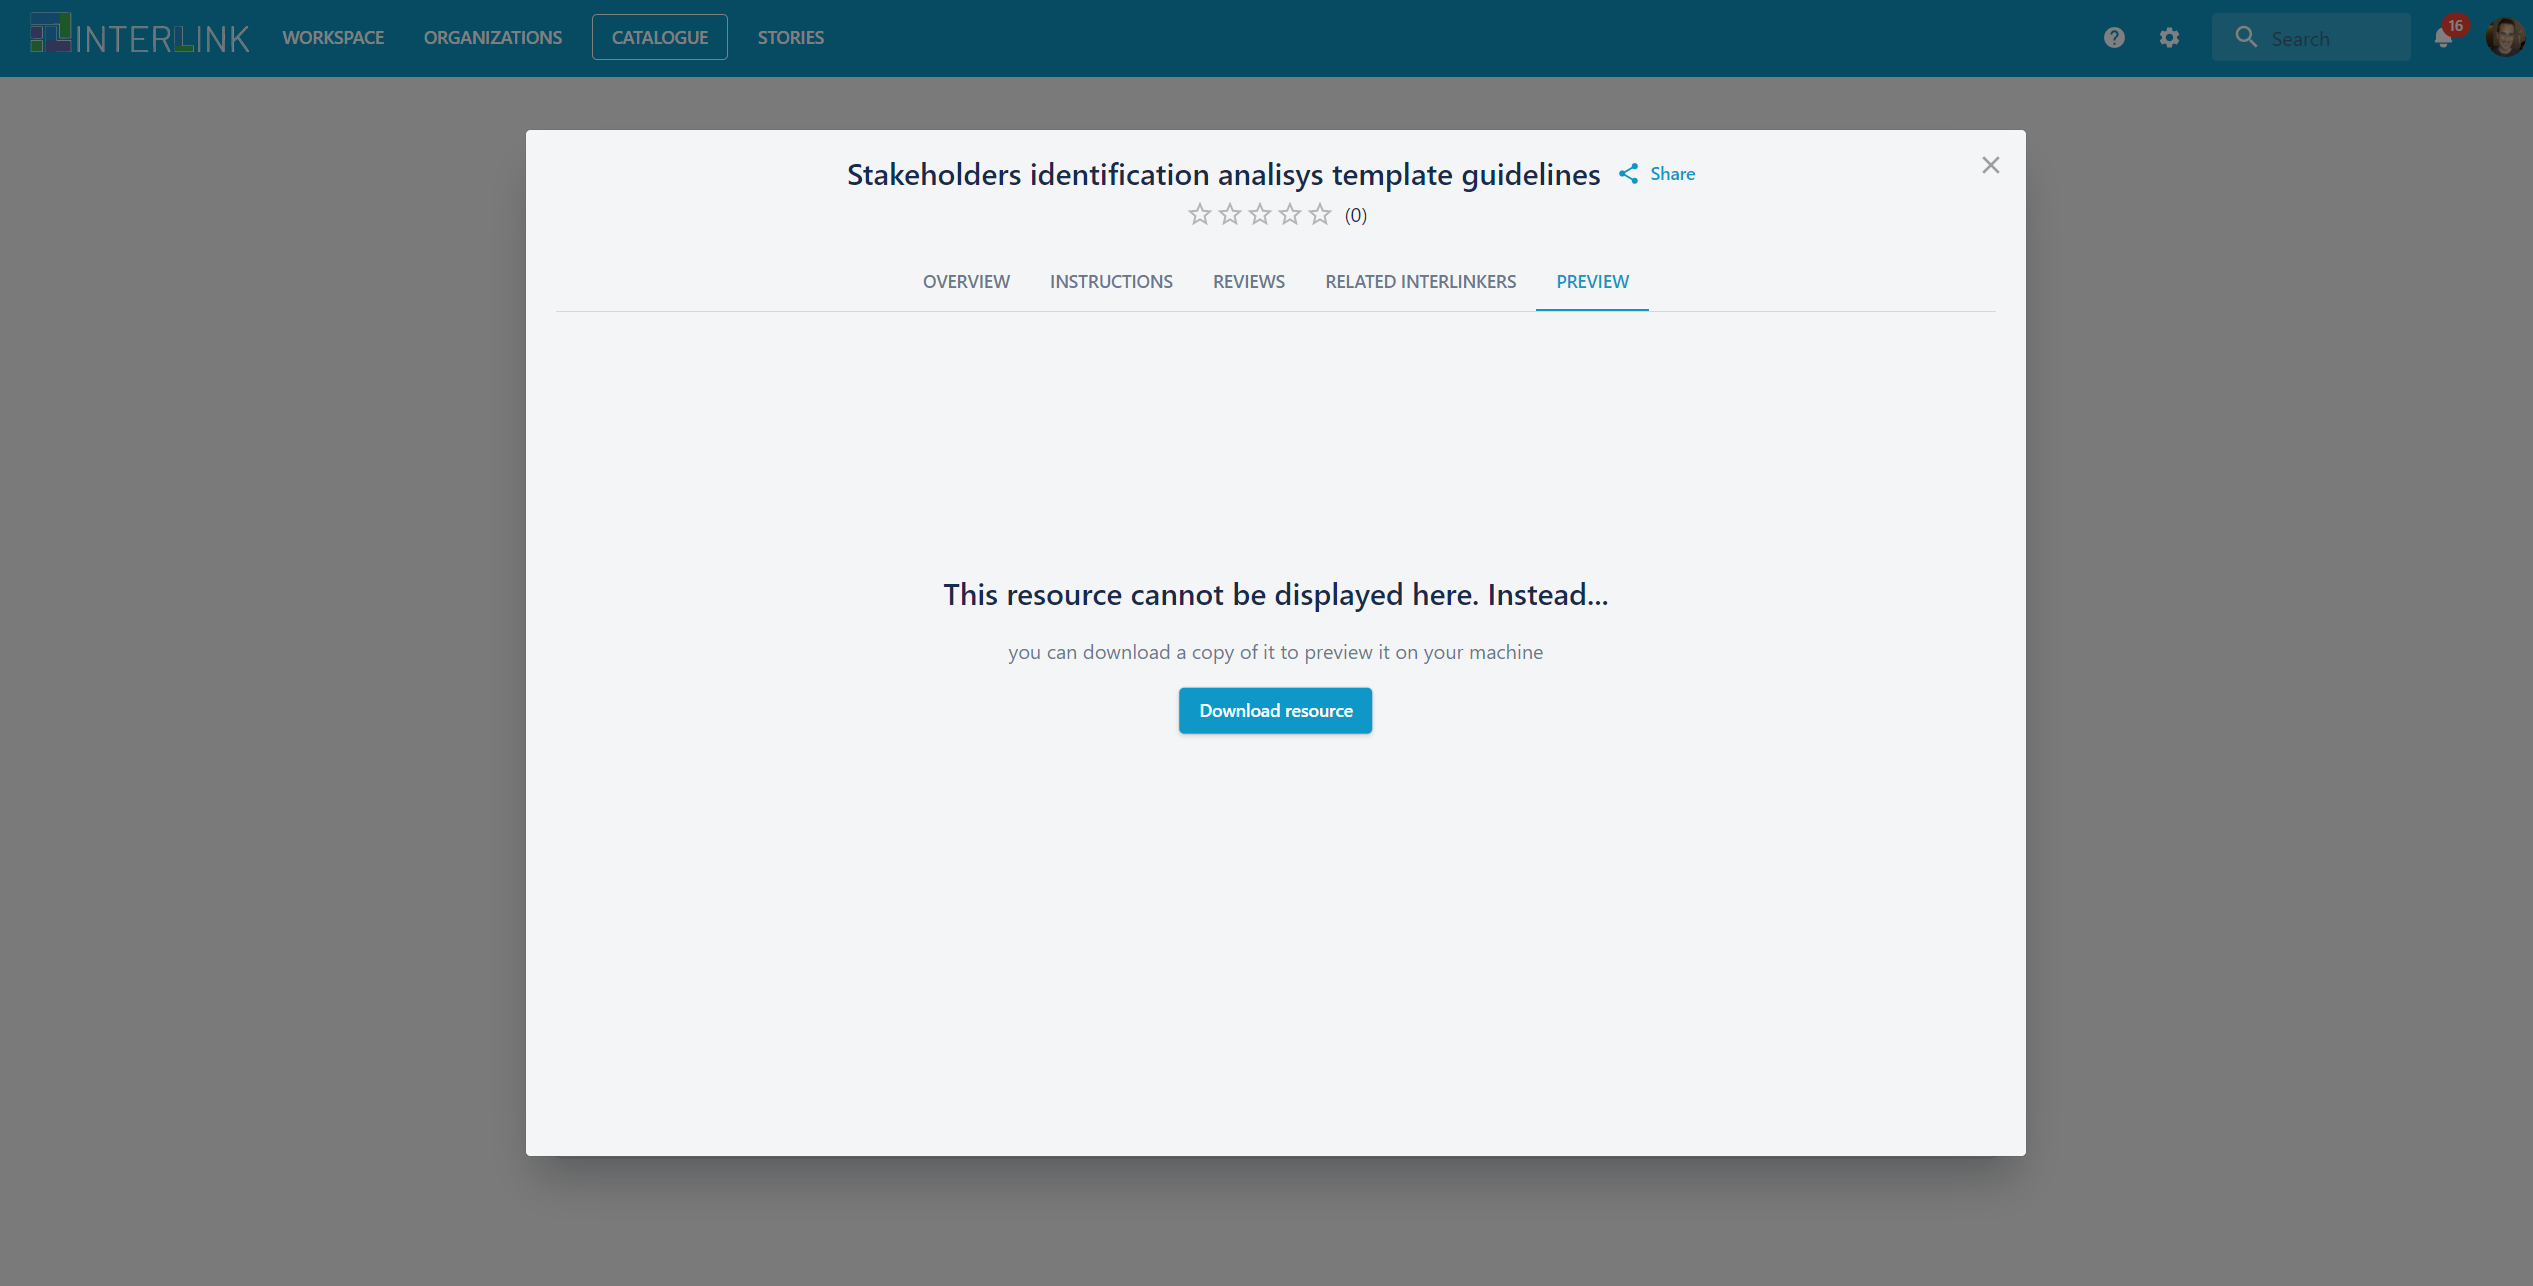 INTERLINK WORKSPACE ORGANIZATIONS CATALOGUE STORIES Search 16
Stakeholders identification analisys template guidelines Share
(0)
OVERVIEW INSTRUCTIONS REVIEWS RELATED INTERLINKERS PREVIEW
This resource cannot be displayed here. Instead...
you can download a copy of it to preview it on your machine
Download resource